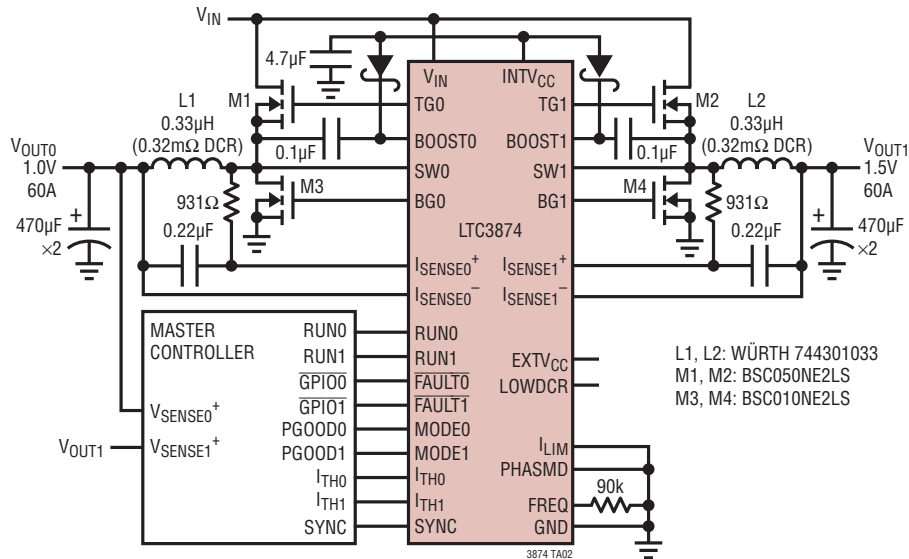 VIN
4.7µF
VIN
INTVCC
L1
0.33µH
(0.32mΩ DCR)
M1
TG0
TG1
M2
L2
0.33µH
(0.32mΩ DCR)
VOUT0
1.0V
60A
0.1µF
BOOST0
BOOST1
0.1µF
VOUT1
1.5V
60A
SW0
SW1
470µF
×2
+
931Ω
M3
BG0
BG1
M4
931Ω
+
470µF
×2
LTC3874
0.22µF
0.22µF
ISENSE0+
ISENSE1+
ISENSE0–
ISENSE1–
MASTER
CONTROLLER
RUN0
RUN0
RUN1
RUN1
EXTVCC
GPIO0
FAULT0
LOWDCR
GPIO1
FAULT1
VSENSE0+
PGOOD0
MODE0
VOUT1
VSENSE1+
PGOOD1
MODE1
ILIM
ITH0
ITH0
PHASMD
ITH1
ITH1
FREQ
90k
SYNC
SYNC
GND
L1, L2: WÜRTH 744301033
M1, M2: BSC050NE2LS
M3, M4: BSC010NE2LS
3874 TA02